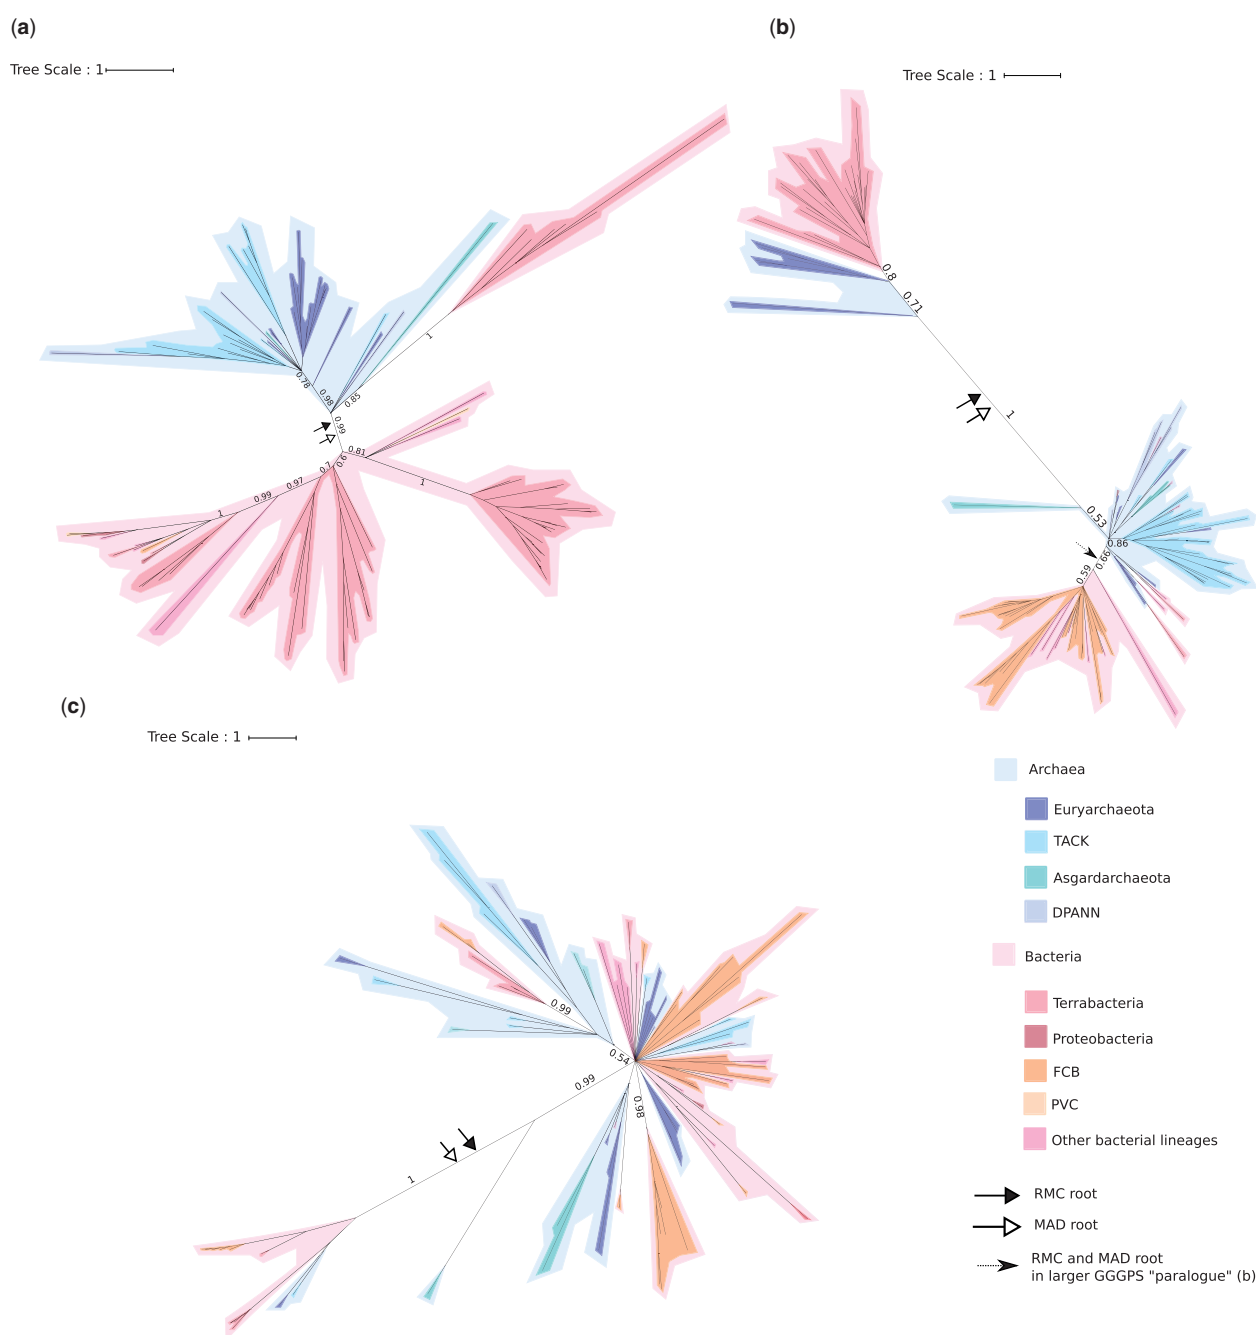 (a)
Tree Scale : 1
0.78
0.98
0.85
1
0.99
0.81
0.6
0.7
0.97
0.99
1
1
(b)
Tree Scale : 1
0.8
0.71
1
0.53
0.86
0.66
0.59
(c)
Tree Scale : 1
0.99
0.54
0.99
0.98
1
Archaea
Euryarchaeota
TACK
Asgardarchaeota
DPANN
Bacteria
Terrabacteria
Proteobacteria
FCB
PVC
Other bacterial lineages
RMC root
MAD root
RMC and MAD root
in larger GGGPS "paralogue" (b)